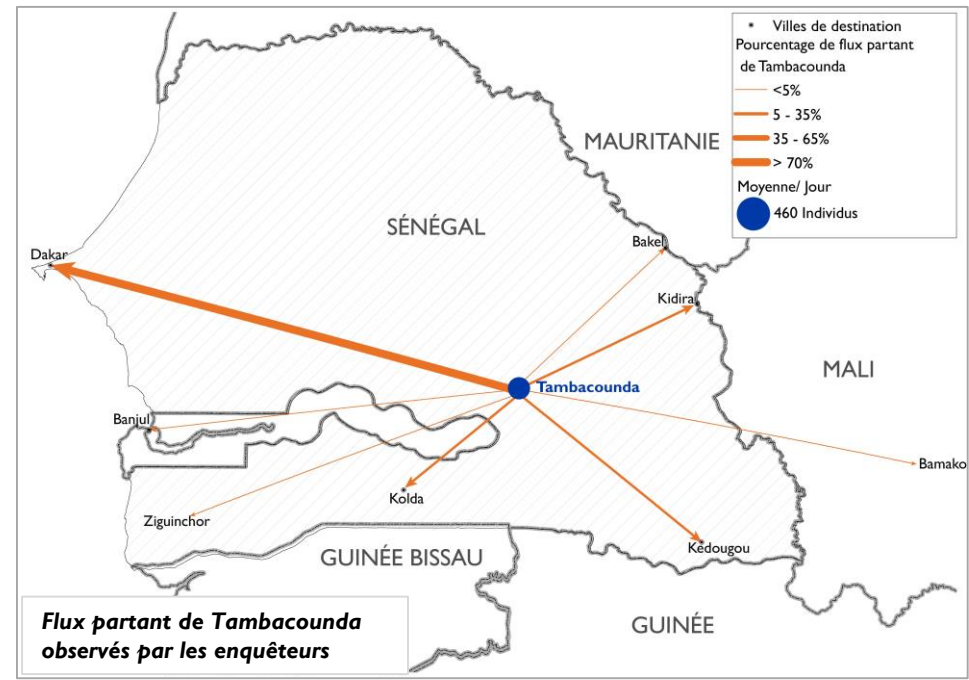 Villes de destination
Pourcentage de flux partant
de Tambacounda
<5%
5 - 35%
35 - 65%
> 70%
Moyenne/ Jour
460 Individus
MAURITANIE
SÉNÉGAL
Bakel
Dakar
Kidira
MALI
Tambacounda
Banjul
Bamako
Kolda
Ziguinchor
Kédougou
GUINÉE BISSAU
GUINÉE
Flux partant de Tambacounda
observés par les enquêteurs